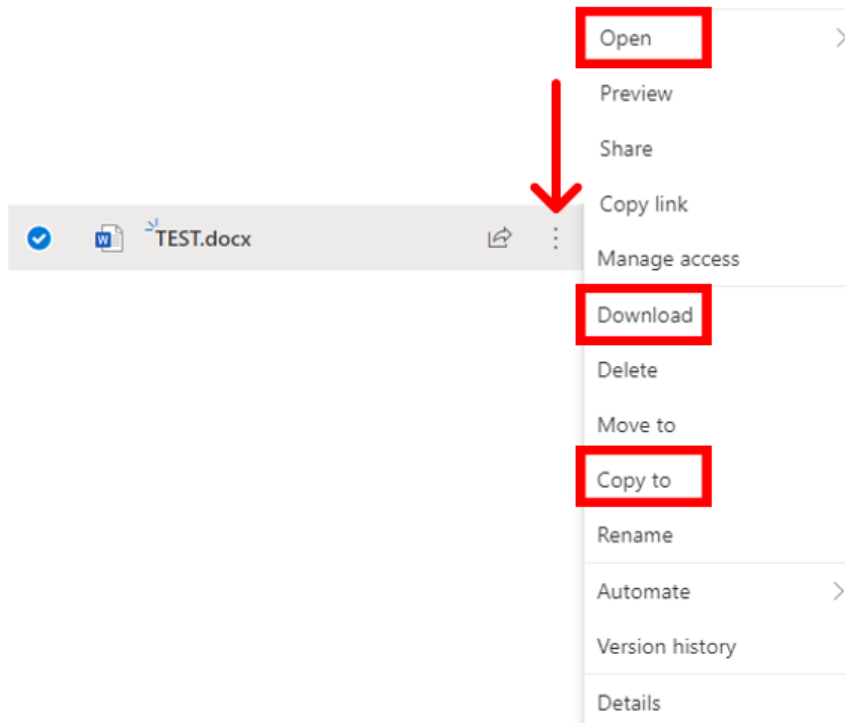 Open
Preview
Share
Copy link
TEST.docx
Manage access
Download
Delete
Move to
Copy to
Rename
Automate
Version history
Details